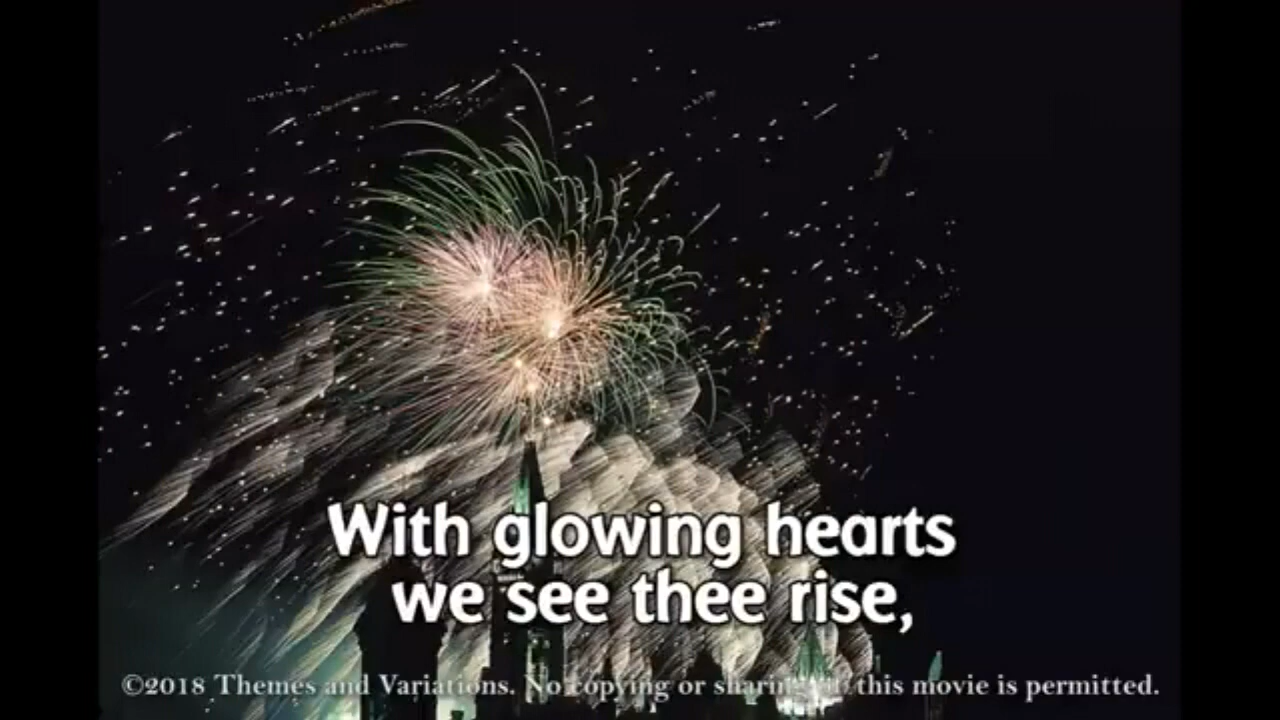 With glowing hearts
we see thee rise,
©2018 Themes and Variations. No copying or sharing of this movie is permitted.